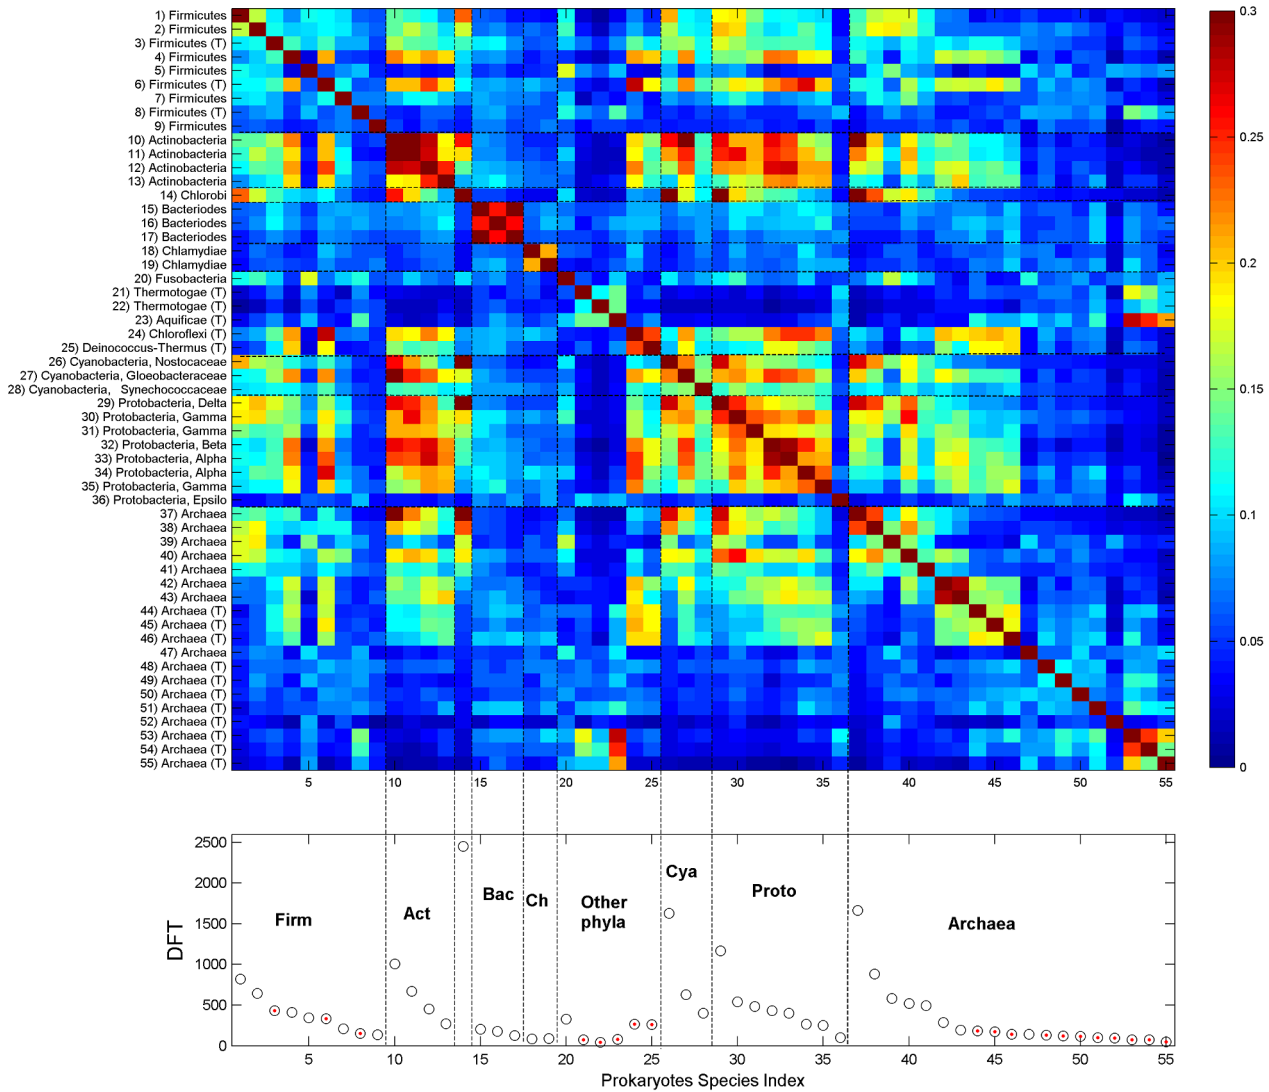 1) Firmicutes
2) Firmicutes
3) Firmicutes (T)
4) Firmicutes
5) Firmicutes
6) Firmicutes (T)
7) Firmicutes
8) Firmicutes (T)
9) Firmicutes
10) Actinobacteria
11) Actinobacteria
12) Actinobacteria
13) Actinobacteria
14) Chlorobi
15) Bacteriodes
16) Bacteriodes
17) Bacteriodes
18) Chlamydiae
19) Chlamydiae
20) Fusobacteria
21) Thermotogae (T)
22) Thermotogae (T)
23) Aquificae (T)
24) Chloroflexi (T)
25) Deinococcus-Thermus (T)
26) Cyanobacteria, Nostocaceae
27) Cyanobacteria, Gloeobacteraceae
28) Cyanobacteria, Synechococcaceae
29) Protobacteria, Delta
30) Protobacteria, Gamma
31) Protobacteria, Gamma
32) Protobacteria, Beta
33) Protobacteria, Alpha
34) Protobacteria, Alpha
35) Protobacteria, Gamma
36) Protobacteria, Epsilo
37) Archaea
38) Archaea
39) Archaea
40) Archaea
41) Archaea
42) Archaea
43) Archaea
44) Archaea (T)
45) Archaea (T)
46) Archaea (T)
47) Archaea
48) Archaea (T)
49) Archaea (T)
50) Archaea (T)
51) Archaea (T)
52) Archaea (T)
53) Archaea (T)
54) Archaea (T)
55) Archaea (T)
5 10 15 20 25 30 35 40 45 50 55
0.3
0.25
0.2
0.15
0.1
0.05
0
2500
2000
1500
1000
500
0
DFT
Firm
Act
Bac
Ch
Other
phyla
Cya
Proto
Archaea
5 10 15 20 25 30 35 40 45 50 55
Prokaryotes Species Index